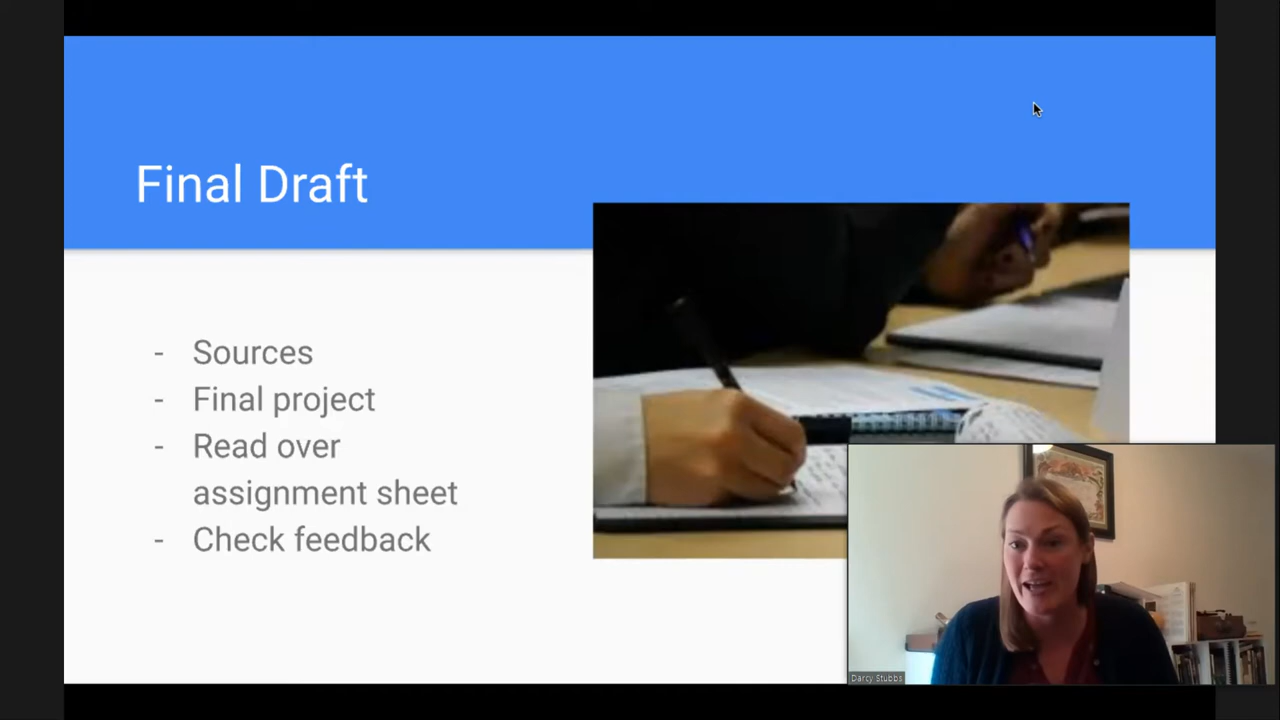 Final Draft
- Sources
- Final project
- Read over
assignment sheet
- Check feedback
Darcy Stubbs